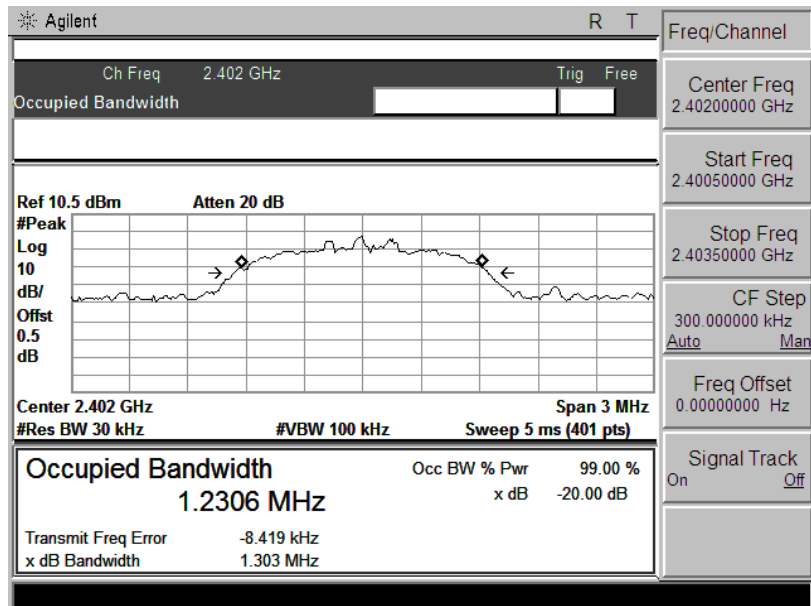 Agilent R T
Ch Freq 2.402 GHz Trig Free
Occupied Bandwidth
Ref 10.5 dBm Atten 20 dB
#Peak
Log
10
dB/
Offst
0.5
dB
Center 2.402 GHz Span 3 MHz
#Res BW 30 kHz #VBW 100 kHz Sweep 5 ms (401 pts)
Occupied Bandwidth Occ BW % Pwr 99.00 %
1.2306 MHz x dB -20.00 dB
Transmit Freq Error -8.419 kHz
x dB Bandwidth 1.303 MHz
Freq/Channel
Center Freq
2.40200000 GHz
Start Freq
2.40050000 GHz
Stop Freq
2.40350000 GHz
CF Step
300.000000 kHz
Auto Man
Freq Offset
0.00000000 Hz
Signal Track
On Off